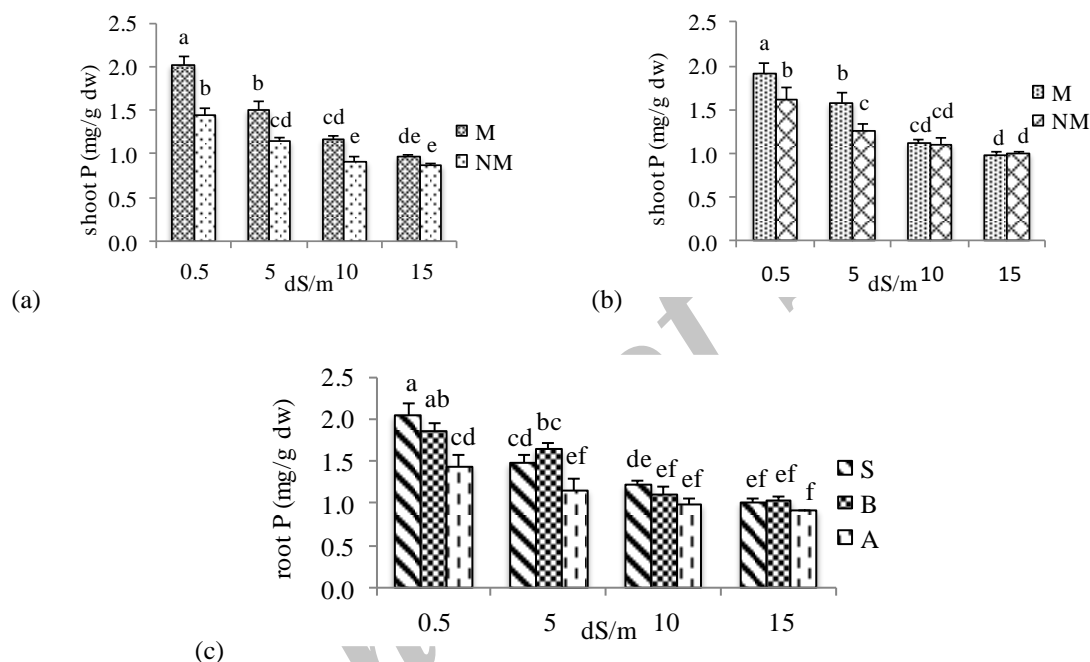 shoot P (mg/g dw)
2.5
2.0
1.5
1.0
0.5
0.0
a
b
b
cd
cd
e
de
e
M
NM
0.5
5
10
15
dS/m
(a)
shoot P (mg/g dw)
2.5
2.0
1.5
1.0
0.5
0.0
a
b
b
c
cd cd
d d
M
NM
0.5
5
10
15
dS/m
(b)
root P (mg/g dw)
2.5
2.0
1.5
1.0
0.5
0.0
a
ab
cd
cd
bc
ef
de
ef
ef
ef
ef
f
S
B
A
0.5
5
10
15
dS/m
(c)